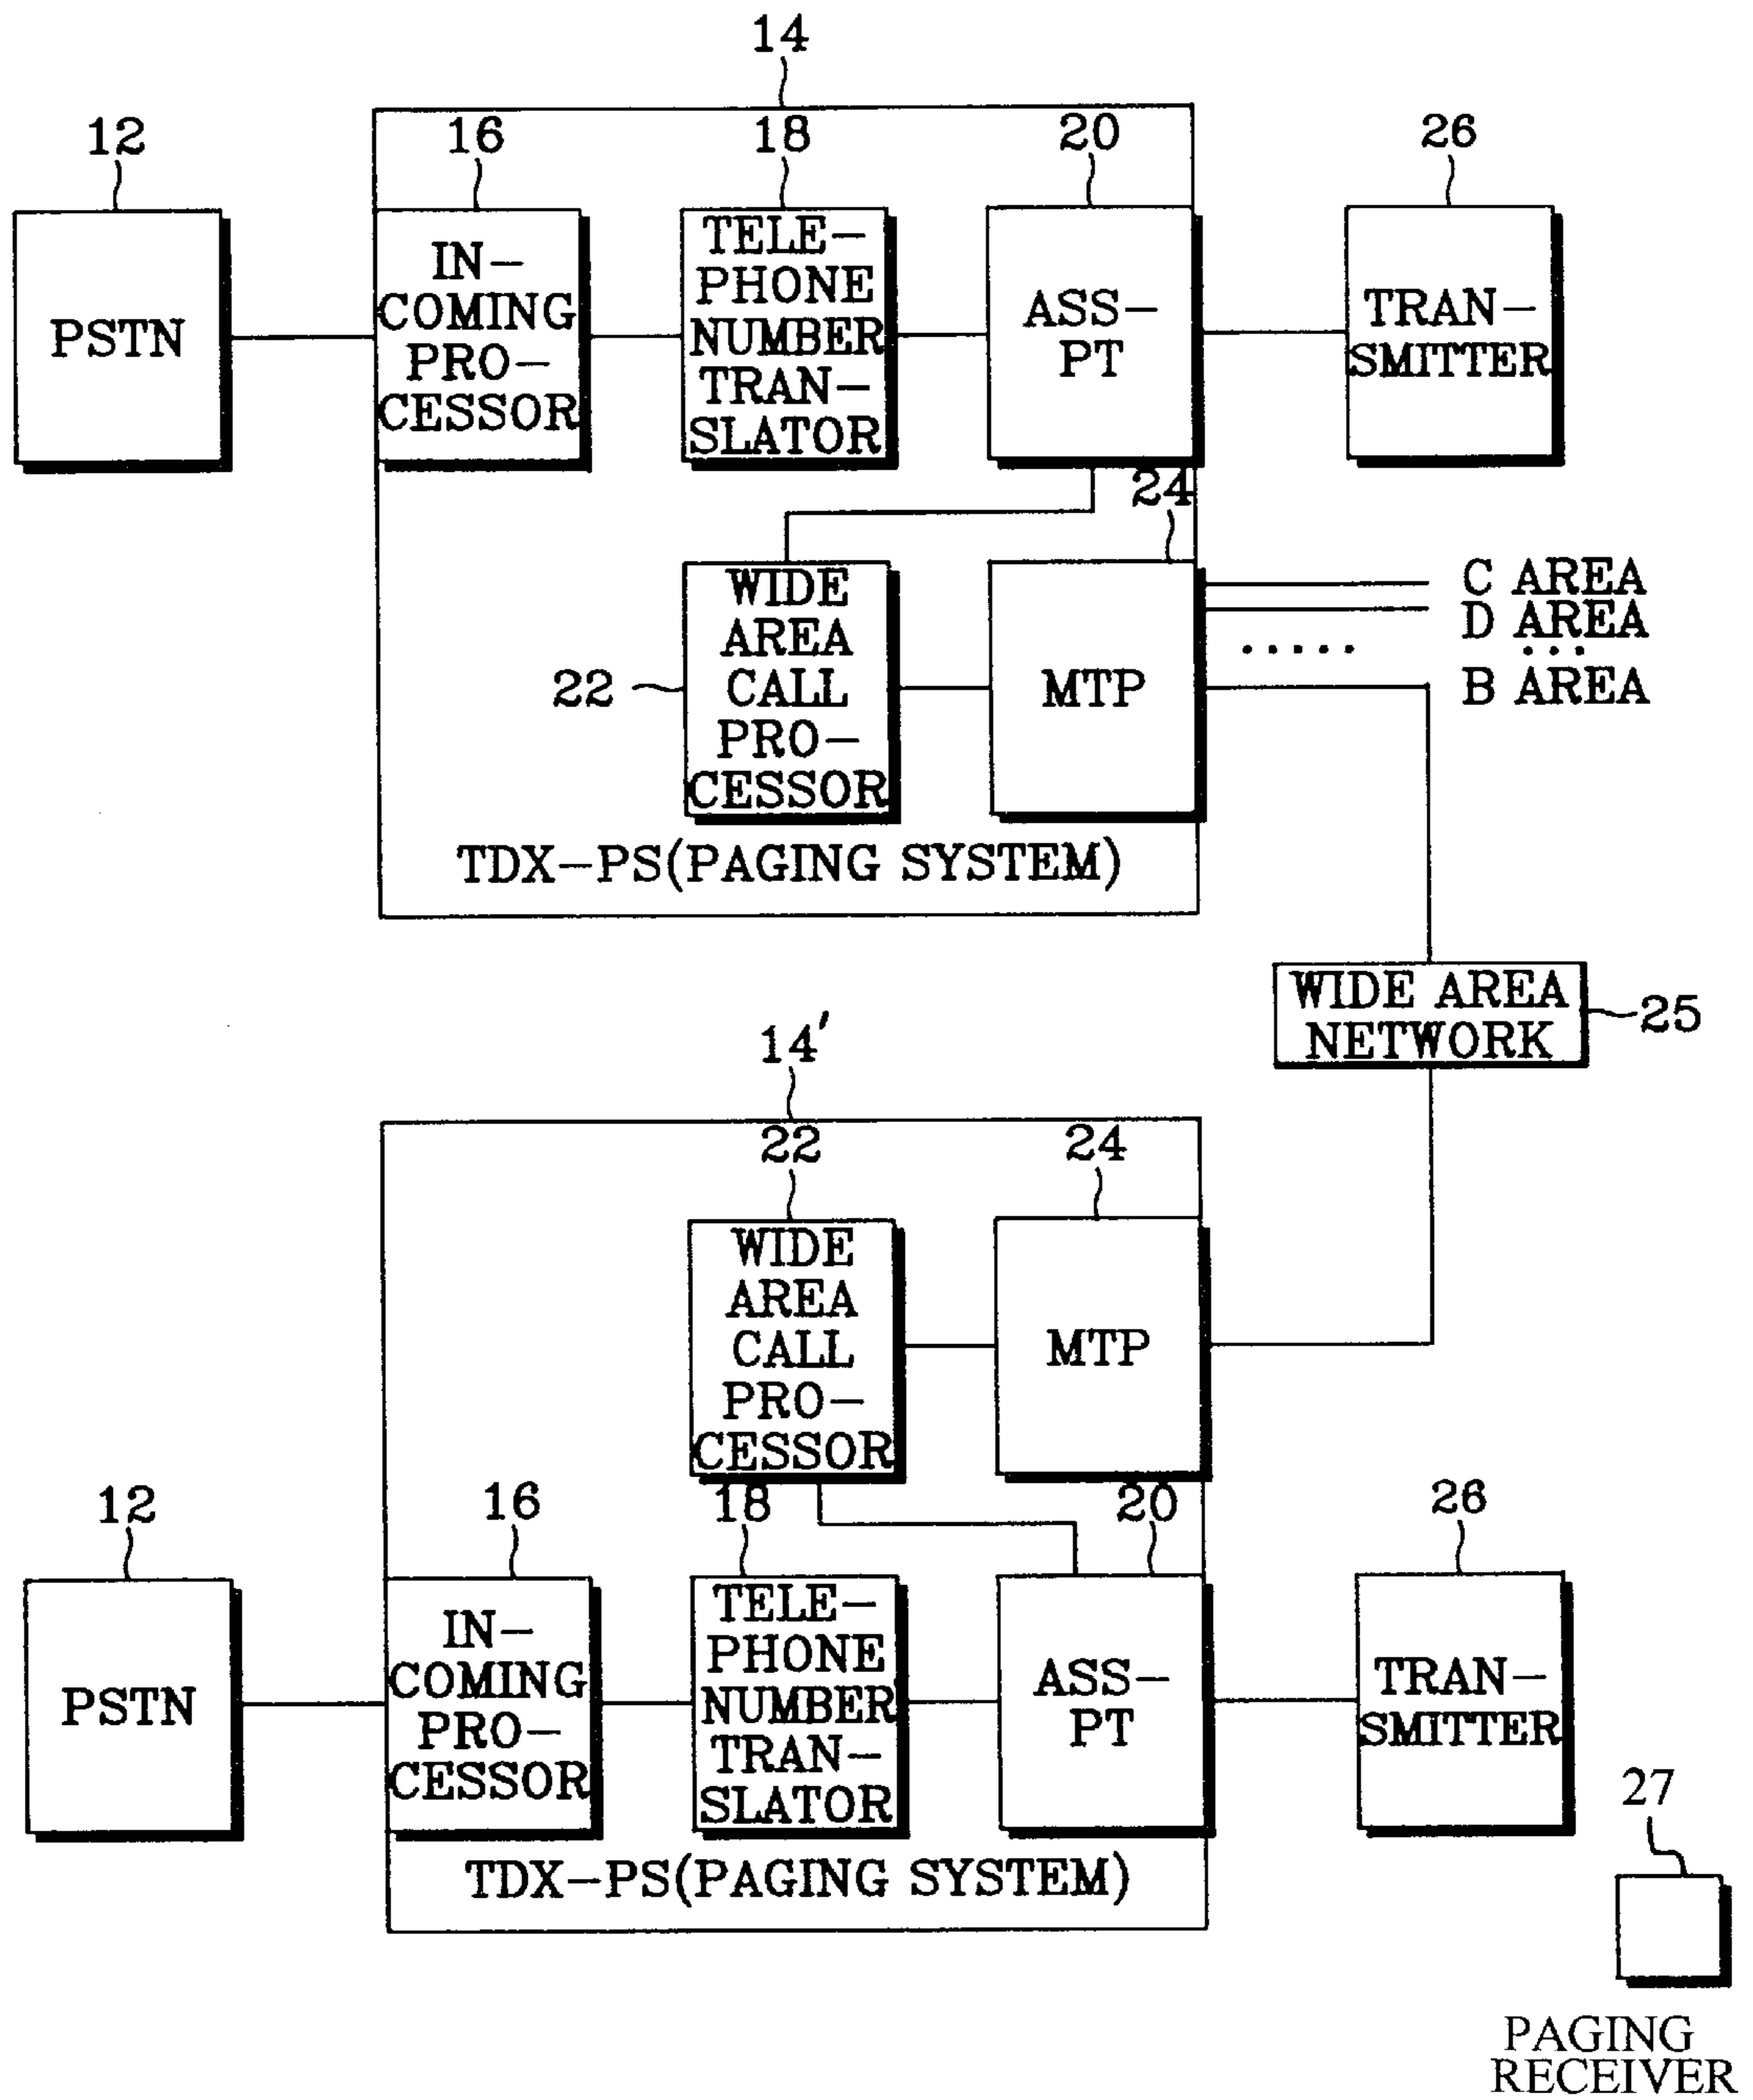 14
12
16
18
20
26
PSTN
IN-
COMING
PRO-
CESSOR
TELE-
PHONE
NUMBER
TRAN-
SLATOR
ASS-
PT
TRAN-
SMITTER
24
22
WIDE
AREA
CALL
PRO-
CESSOR
MTP
C AREA
D AREA
..... ...
B AREA
TDX-PS(PAGING SYSTEM)
WIDE AREA
NETWORK
25
14'
22
24
WIDE
AREA
CALL
PRO-
CESSOR
MTP
12
16
18
20
26
PSTN
IN-
COMING
PRO-
CESSOR
TELE-
PHONE
NUMBER
TRAN-
SLATOR
ASS-
PT
TRAN-
SMITTER
TDX-PS(PAGING SYSTEM)
27
PAGING
RECEIVER